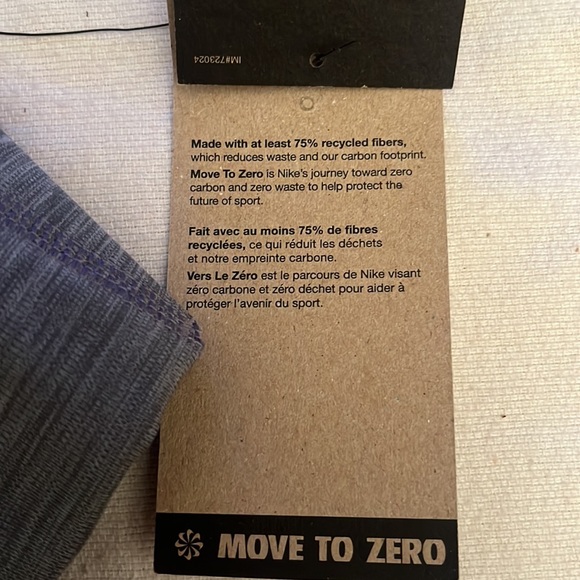 IM#723024
Made with at least 75% recycled fibers,
which reduces waste and our carbon footprint.
Move To Zero is Nike's journey toward zero
carbon and zero waste to help protect the
future of sport.
Fait avec au moins 75% de fibres
recyclées, ce qui réduit les déchets
et notre empreinte carbone.
Vers Le Zéro est le parcours de Nike visant
zéro carbone et zéro déchet pour aider à
protéger l'avenir du sport.
MOVE TO ZERO